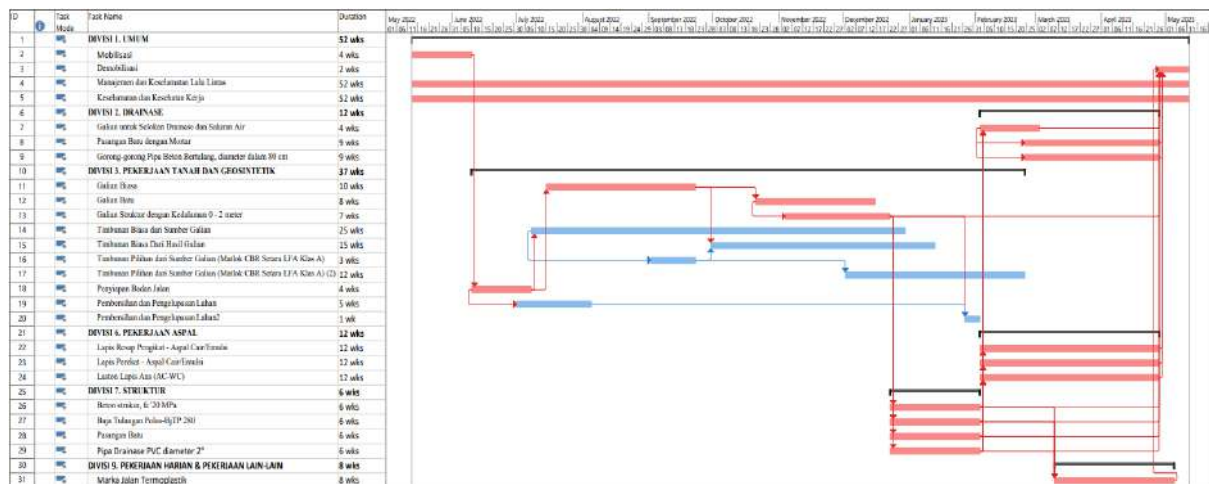 ID Task Mode Task Name Duration May 2022 June 2022 July 2022 August 2022 September 2022 October 2022 November 2022 December 2022 January 2023 February 2023 March 2023 April 2023 May 2023
1 DIVISI 1. UMUM 52 wks
2 Mobilisasi 4 wks
3 Demobilisasi 2 wks
4 Manajemen dan Keselamatan Lalu Lintas 52 wks
5 Keselamatan dan Kesehatan Kerja 52 wks
6 DIVISI 2. DRAINASE 12 wks
7 Galian untuk Selokan Drainase dan Saluran Air 4 wks
8 Pasangan Batu dengan Mortar 9 wks
9 Gorong-gorong Pipa Beton Bertulang, diameter dalam 80 cm 9 wks
10 DIVISI 3. PEKERJAAN TANAH DAN GEOSINTETIK 37 wks
11 Galian Biasa 10 wks
12 Galian Batu 8 wks
13 Galian Struktur dengan Kedalaman 0 - 2 meter 7 wks
14 Timbunan Biasa dari Sumber Galian 25 wks
15 Timbunan Biasa Dari Hasil Galian 15 wks
16 Timbunan Pilihan dari Sumber Galian (Matlok CBR Setara LFA Klas A) 3 wks
17 Timbunan Pilihan dari Sumber Galian (Matlok CBR Setara LFA Klas A) (2) 12 wks
18 Penyiapan Badan Jalan 4 wks
19 Pembersihan dan Pengelupasan Lahan 5 wks
20 Pembersihan dan Pengelupasan Lahan2 1 wk
21 DIVISI 6. PEKERJAAN ASPAL 12 wks
22 Lapis Resap Pengikat - Aspal Cair/Emulsi 12 wks
23 Lapis Perekat - Aspal Cair/Emulsi 12 wks
24 Laston Lapis Aus (AC-WC) 12 wks
25 DIVISI 7. STRUKTUR 6 wks
26 Beton struktur, fc'20 MPa 6 wks
27 Baja Tulangan Polos-BjTP 280 6 wks
28 Pasangan Batu 6 wks
29 Pipa Drainase PVC diameter 2" 6 wks
30 DIVISI 9. PEKERJAAN HARIAN & PEKERJAAN LAIN-LAIN 8 wks
31 Marka Jalan Termoplastik 8 wks